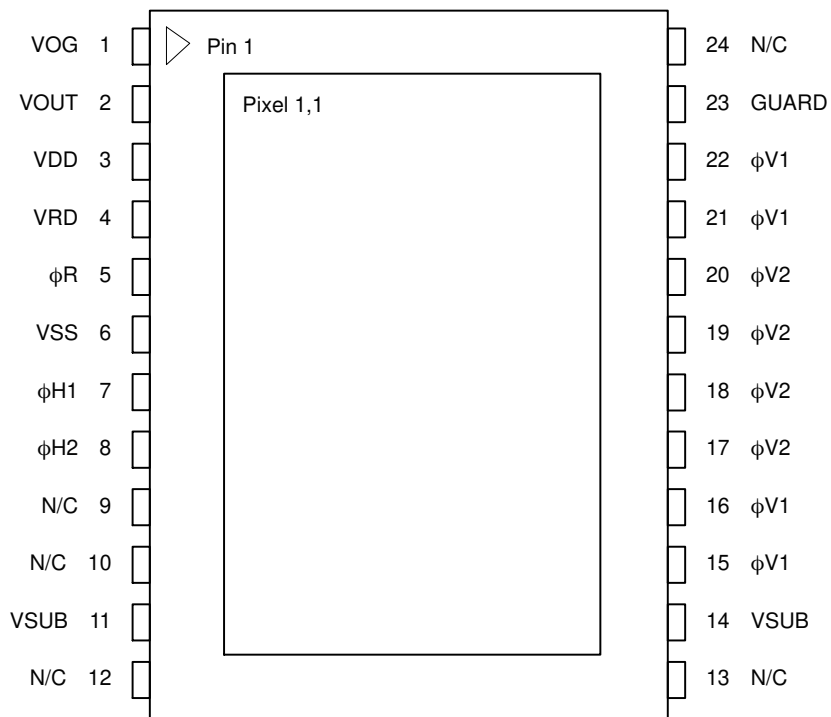 VOG 1 Pin 1 24 N/C
VOUT 2 Pixel 1,1 23 GUARD
VDD 3 22 ϕV1
VRD 4 21 ϕV1
ϕR 5 20 ϕV2
VSS 6 19 ϕV2
ϕH1 7 18 ϕV2
ϕH2 8 17 ϕV2
N/C 9 16 ϕV1
N/C 10 15 ϕV1
VSUB 11 14 VSUB
N/C 12 13 N/C